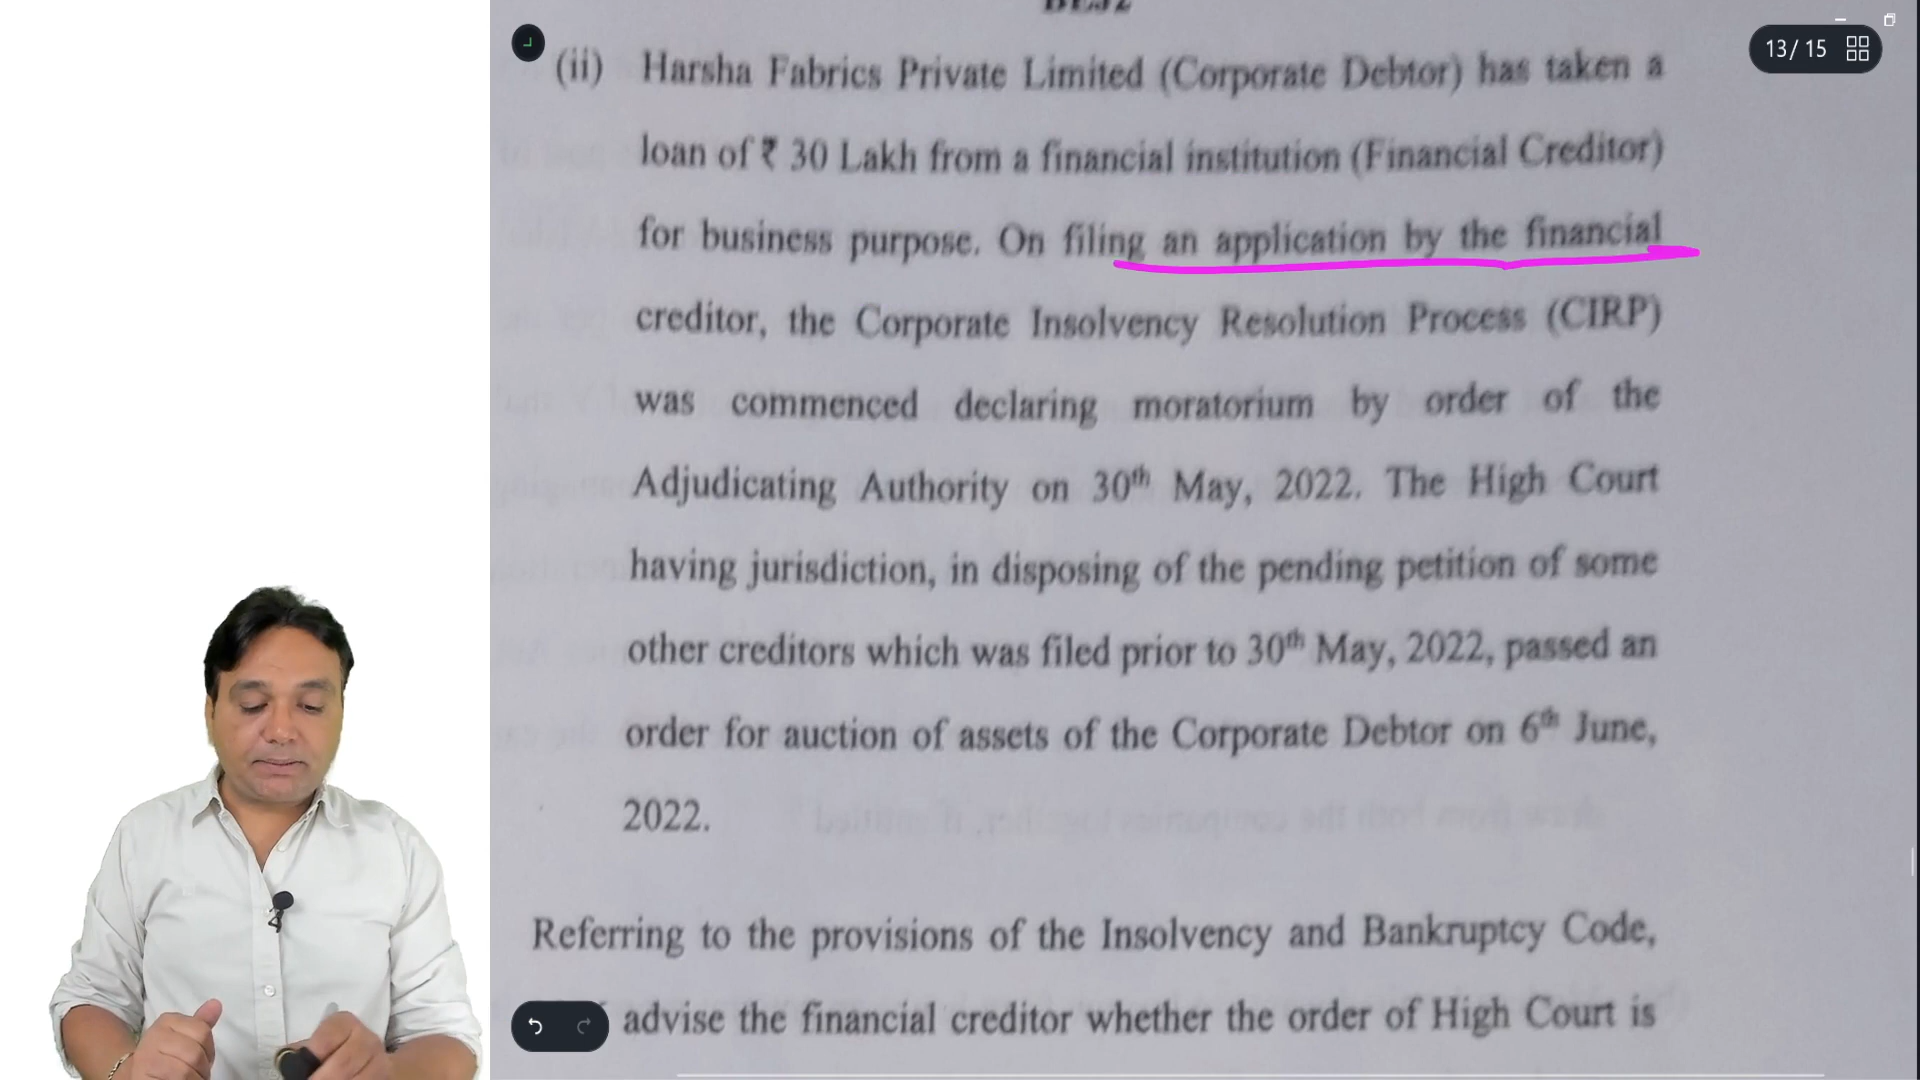 13/ 15
(ii) Harsha Fabrics Private Limited (Corporate Debtor) has taken a
loan of ₹ 30 Lakh from a financial institution (Financial Creditor)
for business purpose. On filing an application by the financial
creditor, the Corporate Insolvency Resolution Process (CIRP)
was commenced declaring moratorium by order of the
Adjudicating Authority on 30th May, 2022. The High Court
having jurisdiction, in disposing of the pending petition of some
other creditors which was filed prior to 30th May, 2022, passed an
order for auction of assets of the Corporate Debtor on 6th June,
2022.
Referring to the provisions of the Insolvency and Bankruptcy Code,
advise the financial creditor whether the order of High Court is